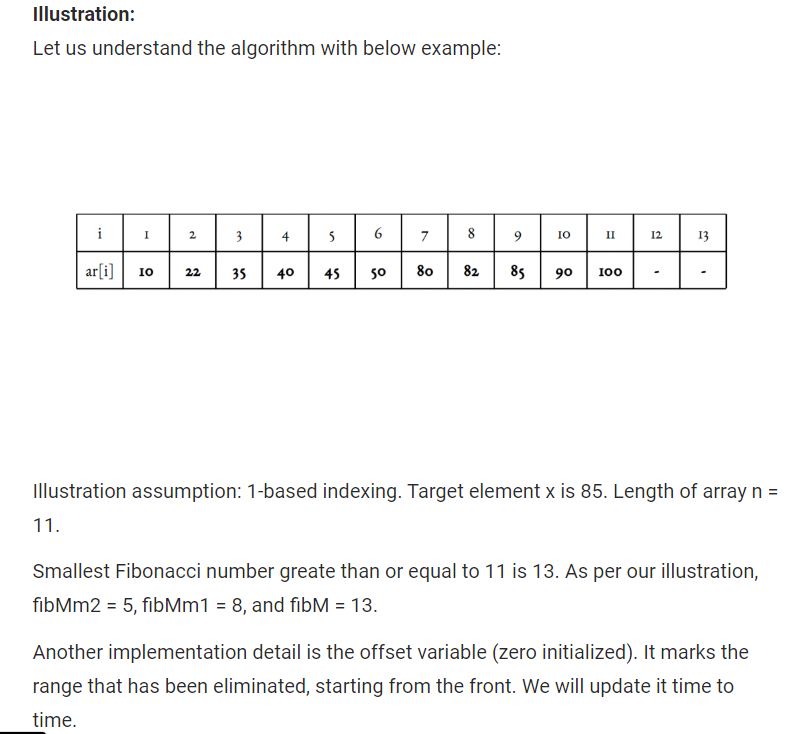 Illustration:
Let us understand the algorithm with below example:
i 1 2 3 4 5 6 7 8 9 10 11 12 13
ar[i] 10 22 35 40 45 50 80 82 85 90 100 - -
Illustration assumption: 1-based indexing. Target element x is 85. Length of array n =
11.
Smallest Fibonacci number greate than or equal to 11 is 13. As per our illustration,
fibMm2 = 5, fibMm1 = 8, and fibM = 13.
Another implementation detail is the offset variable (zero initialized). It marks the
range that has been eliminated, starting from the front. We will update it time to
time.